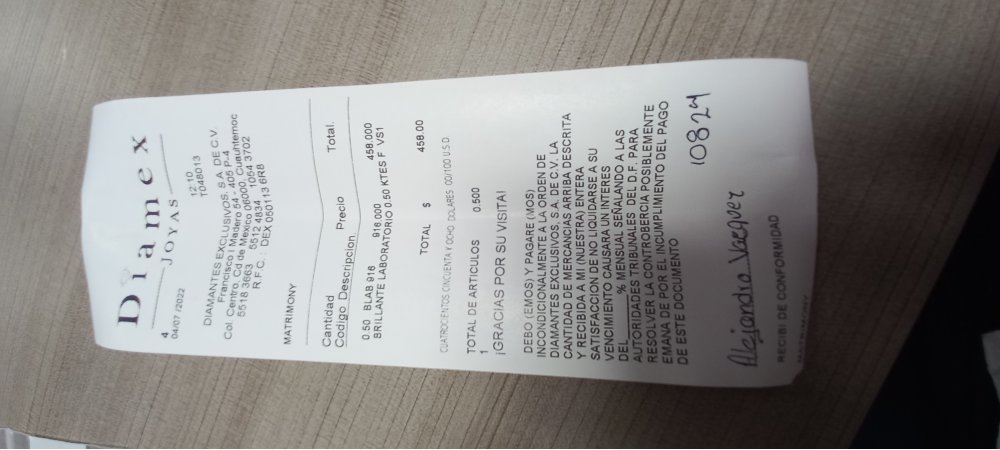 Diamex
JOYAS
4
04/07 /2022
12 10
T048013
DIAMANTES EXCLUSIVOS, S.A. DE C.V.
Francisco I Madero 54 - 405 P-4
Col. Centro, Cd de Mexico 06000, Cuauhtemoc
5518 3663 5512 4834 1054 3702
R.F.C. : DEX 050113 6R8
MATRIMONY
Cantidad
Codigo Descripcion Precio Total.
0.50 BLAB 916 916.000 458.000
BRILLANTE LABORATORIO 0.50 KTES F VS1
TOTAL $ 458.00
CUATROCIENTOS CINCUENTA Y OCHO DOLARES 00/100 U.S.D.
TOTAL DE ARTICULOS 0.500
1
¡GRACIAS POR SU VISITA!
DEBO (EMOS) Y PAGARE (MOS)
INCONDICIONALMENTE A LA ORDEN DE
DIAMANTES EXCLUSIVOS, S.A. DE C.V. LA
CANTIDAD DE MERCANCIAS ARRIBA DESCRITA
Y RECIBIDA A MI (NUESTRA) ENTERA
SATISFACCION DE NO LIQUIDARSE A SU
VENCIMIENTO CAUSARA UN INTERES
DEL ______% MENSUAL, SEÑALANDO A LAS
AUTORIDADES TRIBUNALES DEL D.F. PARA
RESOLVER LA CONTROBERCIA POSIBLEMENTE
EMANA DE POR EL INCUMPLIMIENTO DEL PAGO
DE ESTE DOCUMENTO
10824
Alejandro Vazquez
RECIBI DE CONFORMIDAD
MATRIMONY